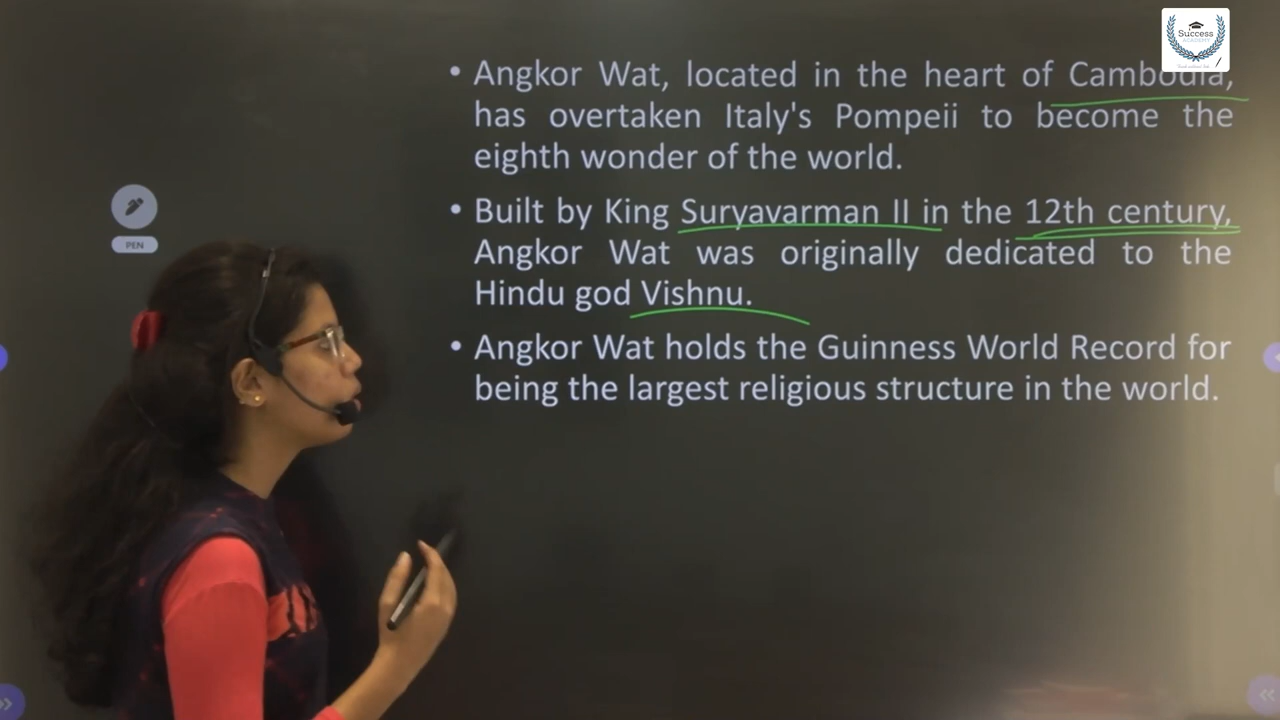 Success
ACADEMY
• Angkor Wat, located in the heart of Cambodia,
has overtaken Italy's Pompeii to become the
eighth wonder of the world.
• Built by King Suryavarman II in the 12th century,
Angkor Wat was originally dedicated to the
Hindu god Vishnu.
• Angkor Wat holds the Guinness World Record for
being the largest religious structure in the world.
PEN